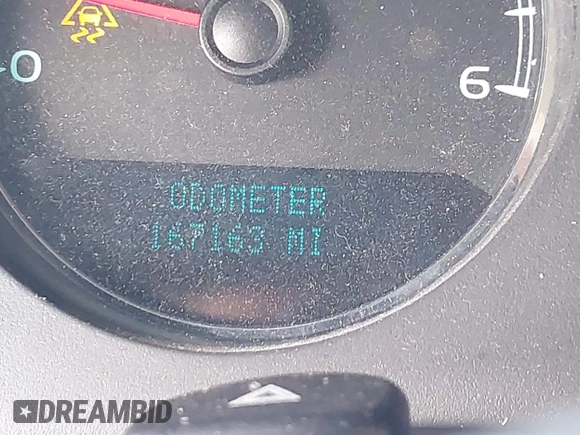 0
6
ODOMETER
167163 MI
DREAMBID